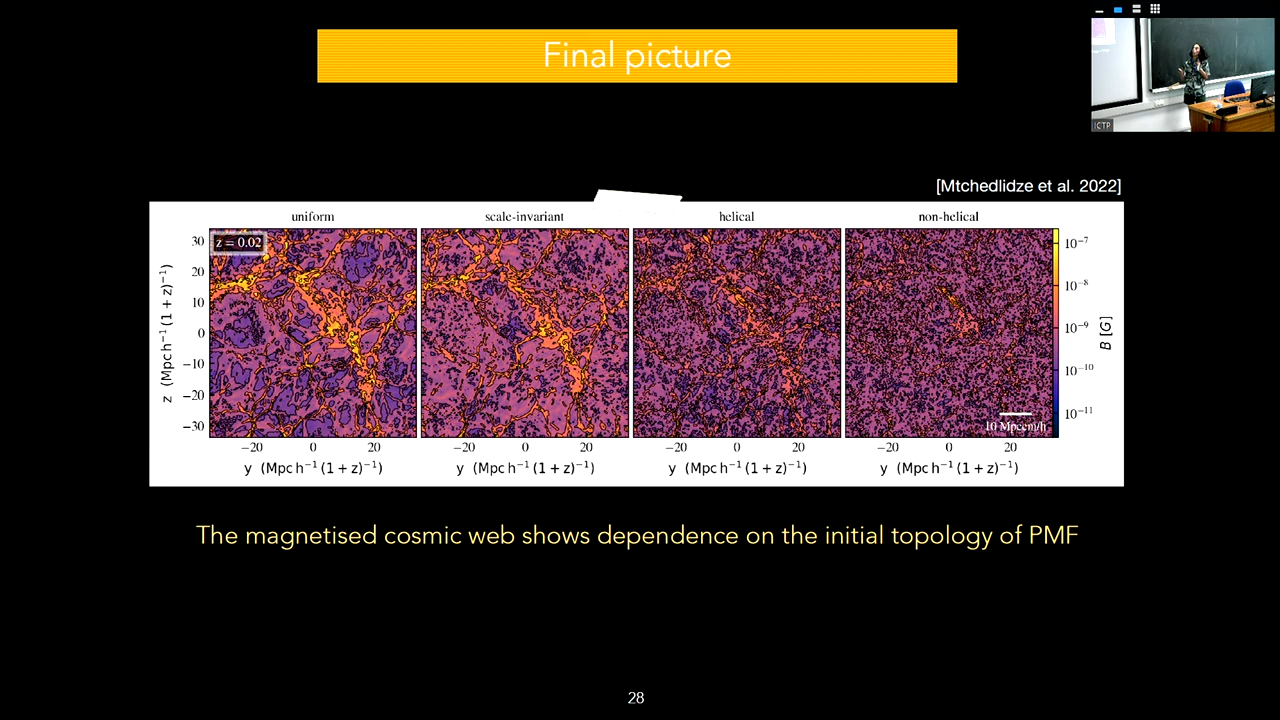 Final picture
ICTP
[Mtchedlidze et al. 2022]
uniform
scale-invariant
helical
non-helical
z = 0.02
30
20
10
0
−10
−20
−30
z (Mpc h⁻¹ (1 + z)⁻¹)
−20 0 20
−20 0 20
−20 0 20
−20 0 20
y (Mpc h⁻¹ (1 + z)⁻¹)
y (Mpc h⁻¹ (1 + z)⁻¹)
y (Mpc h⁻¹ (1 + z)⁻¹)
y (Mpc h⁻¹ (1 + z)⁻¹)
10 Mpccm/h
10⁻⁷
10⁻⁸
10⁻⁹
10⁻¹⁰
10⁻¹¹
B [G]
The magnetised cosmic web shows dependence on the initial topology of PMF
28